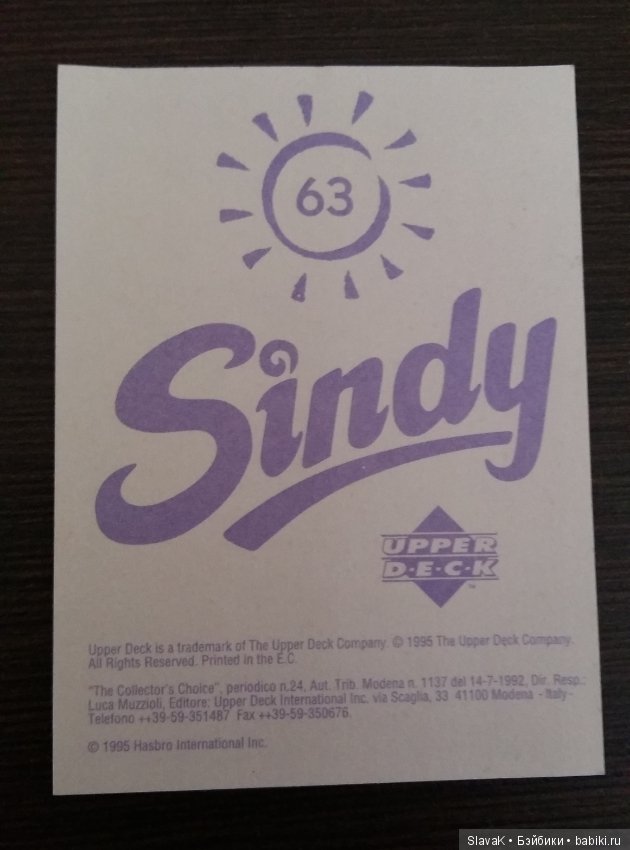 63
Sindy
UPPER
D·E·C·K
™
Upper Deck is a trademark of The Upper Deck Company. © 1995 The Upper Deck Company.
All Rights Reserved. Printed in the E.C.
"The Collector's Choice", periodico n.24, Aut. Trib. Modena n. 1137 del 14-7-1992, Dir. Resp.:
Luca Muzzioli, Editore: Upper Deck International Inc. via Scaglia, 33 41100 Modena - Italy-
Telefono ++39-59-351487 Fax ++39-59-350676.
© 1995 Hasbro International Inc.
SlavaK • Бэйбики • babiki.ru